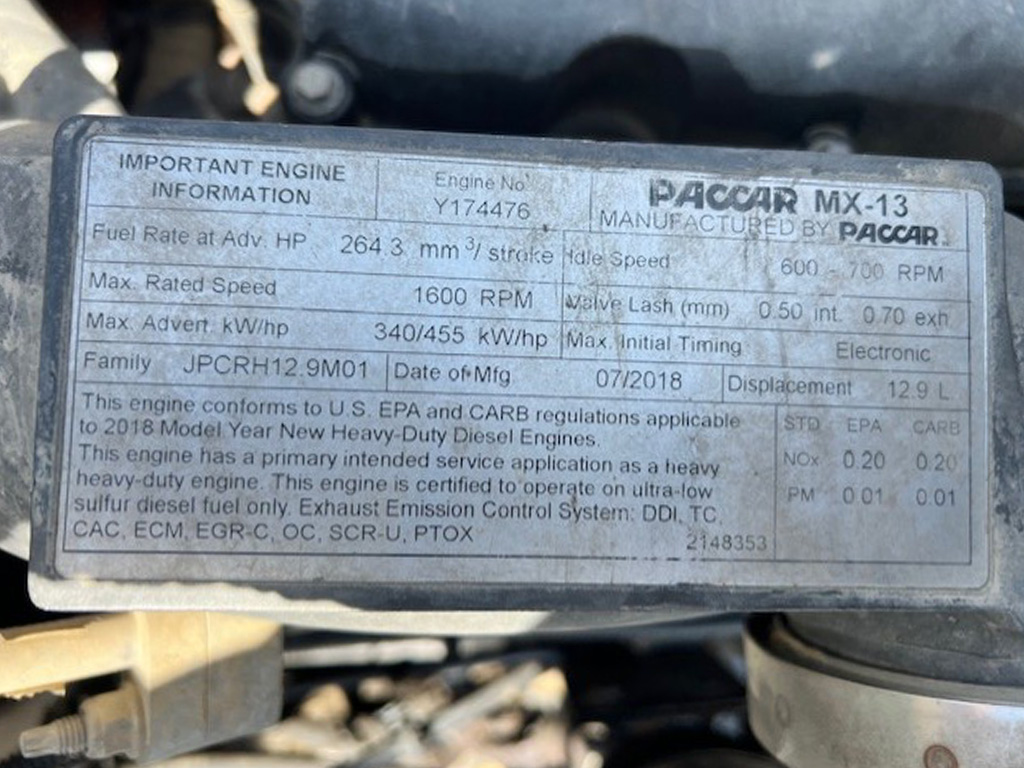 IMPORTANT ENGINE
INFORMATION
Engine No
Y174476
PACCAR MX-13
MANUFACTURED BY PACCAR
Fuel Rate at Adv. HP 264.3 mm³/ stroke
Idle Speed 600 - 700 RPM
Max. Rated Speed 1600 RPM
Valve Lash (mm) 0.50 int. 0.70 exh
Max. Advert. kW/hp 340/455 kW/hp
Max. Initial Timing Electronic
Family JPCRH12.9M01
Date of Mfg 07/2018
Displacement 12.9 L
This engine conforms to U.S. EPA and CARB regulations applicable
to 2018 Model Year New Heavy-Duty Diesel Engines.
This engine has a primary intended service application as a heavy
heavy-duty engine. This engine is certified to operate on ultra-low
sulfur diesel fuel only. Exhaust Emission Control System: DDI, TC,
CAC, ECM, EGR-C, OC, SCR-U, PTOX
2148353
STD EPA CARB
NOx 0.20 0.20
PM 0.01 0.01